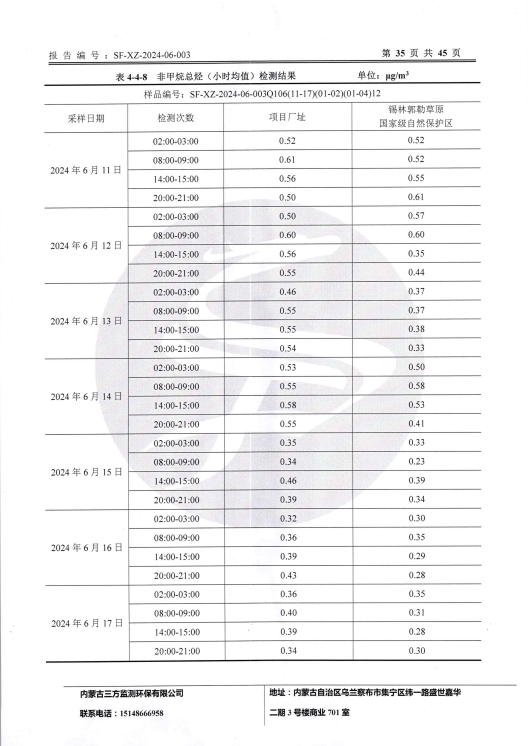 报告编号：SF-XZ-2024-06-003 第 35 页 共 45 页
表 4-4-8 非甲烷总烃（小时均值）检测结果 单位：μg/m³
样品编号：SF-XZ-2024-06-003Q106(11-17)(01-02)(01-04)12
采样日期 检测次数 项目厂址 锡林郭勒草原
国家级自然保护区
2024 年 6 月 11 日
02:00-03:00 0.52 0.52
08:00-09:00 0.61 0.52
14:00-15:00 0.56 0.55
20:00-21:00 0.50 0.61
2024 年 6 月 12 日
02:00-03:00 0.50 0.57
08:00-09:00 0.60 0.60
14:00-15:00 0.56 0.35
20:00-21:00 0.55 0.44
2024 年 6 月 13 日
02:00-03:00 0.46 0.37
08:00-09:00 0.55 0.37
14:00-15:00 0.55 0.38
20:00-21:00 0.54 0.33
2024 年 6 月 14 日
02:00-03:00 0.53 0.50
08:00-09:00 0.55 0.58
14:00-15:00 0.58 0.53
20:00-21:00 0.55 0.41
2024 年 6 月 15 日
02:00-03:00 0.35 0.33
08:00-09:00 0.34 0.23
14:00-15:00 0.46 0.39
20:00-21:00 0.39 0.34
2024 年 6 月 16 日
02:00-03:00 0.32 0.30
08:00-09:00 0.36 0.35
14:00-15:00 0.39 0.29
20:00-21:00 0.43 0.28
2024 年 6 月 17 日
02:00-03:00 0.36 0.35
08:00-09:00 0.40 0.31
14:00-15:00 0.39 0.28
20:00-21:00 0.34 0.30
内蒙古三方监测环保有限公司
联系电话：15148666958
地址：内蒙古自治区乌兰察布市集宁区纬一路盛世嘉华
二期 3 号楼商业 701 室